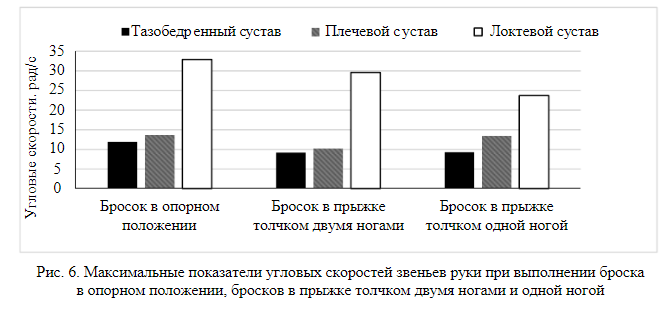 Тазобедренный сустав Плечевой сустав Локтевой сустав
Угловые скорости. рад/с
35
30
25
20
15
10
5
0
Бросок в опорном положении
Бросок в прыжке толчком двумя ногами
Бросок в прыжке толчком одной ногой
Рис. 6. Максимальные показатели угловых скоростей звеньев руки при выполнении броска
в опорном положении, бросков в прыжке толчком двумя ногами и одной ногой